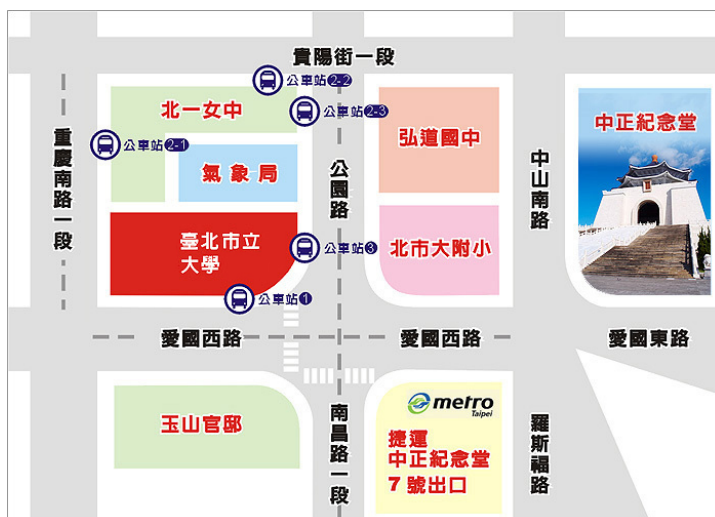 貴陽街一段
公車站2-2
北一女中
公車站2-3
中正紀念堂
弘道國中
重慶南路一段
公車站2-1
氣象局
公園路
中山南路
臺北市立
大學
公車站3
北市大附小
公車站1
愛國西路
愛國西路
愛國東路
metro
Taipei
玉山官邸
南昌路一段
捷運
中正紀念堂
7號出口
羅斯福路